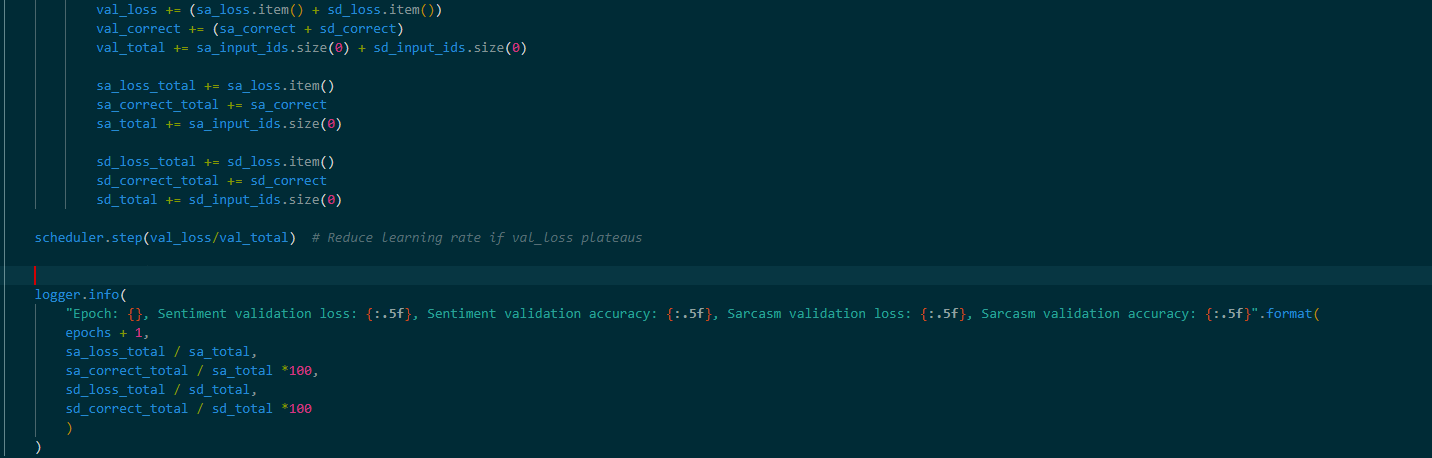 val_loss += (sa_loss.item() + sd_loss.item())
val_correct += (sa_correct + sd_correct)
val_total += sa_input_ids.size(0) + sd_input_ids.size(0)
sa_loss_total += sa_loss.item()
sa_correct_total += sa_correct
sa_total += sa_input_ids.size(0)
sd_loss_total += sd_loss.item()
sd_correct_total += sd_correct
sd_total += sd_input_ids.size(0)
scheduler.step(val_loss/val_total)  # Reduce learning rate if val_loss plateaus
logger.info(
"Epoch: {}, Sentiment validation loss: {:.5f}, Sentiment validation accuracy: {:.5f}, Sarcasm validation loss: {:.5f}, Sarcasm validation accuracy: {:.5f}".format(
epochs + 1,
sa_loss_total / sa_total,
sa_correct_total / sa_total *100,
sd_loss_total / sd_total,
sd_correct_total / sd_total *100
)
)